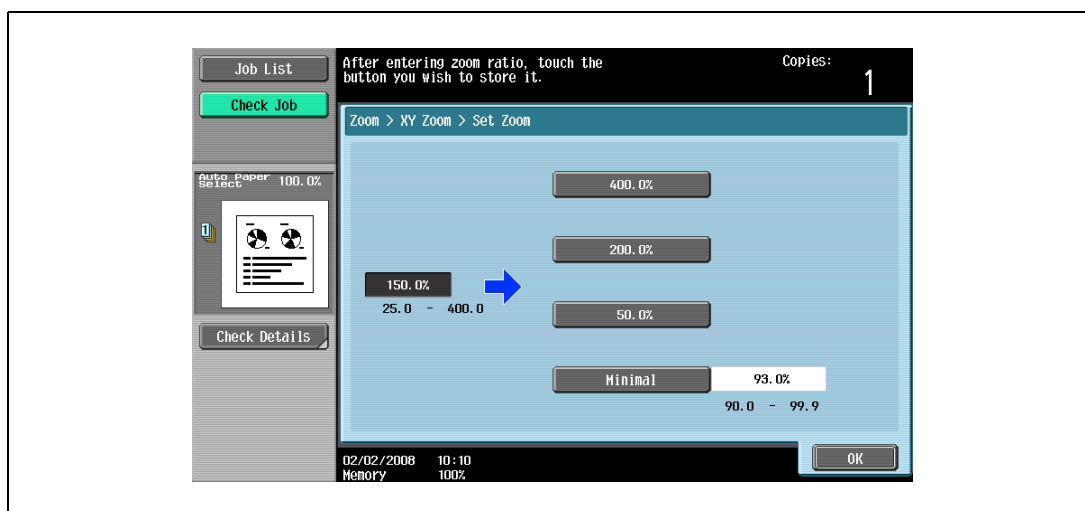 Job List
Check Job
After entering zoom ratio, touch the
button you wish to store it.
Copies:
1
Zoom > XY Zoom > Set Zoom
Auto Paper
Select 100.0%
1
400.0%
200.0%
150.0%
25.0 - 400.0
50.0%
Check Details
Minimal 93.0%
90.0 - 99.9
02/02/2008 10:10
Memory 100%
OK